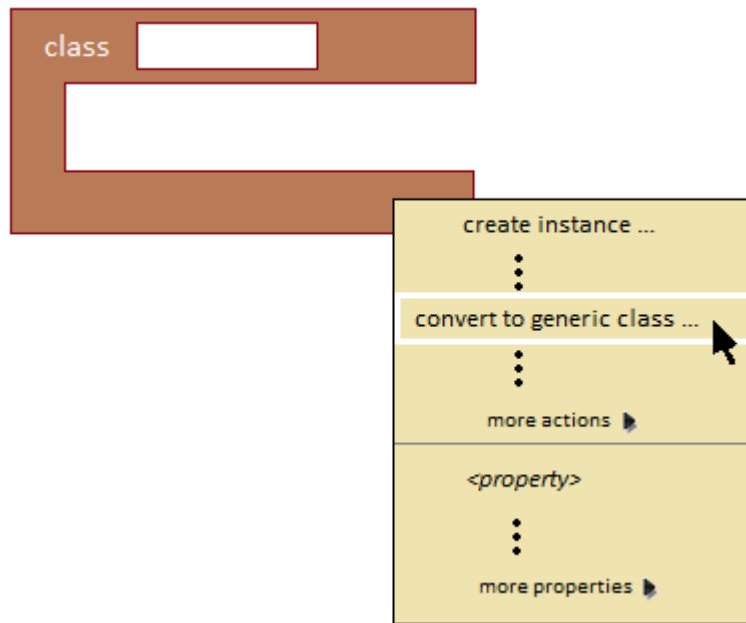 class
create instance ...
convert to generic class ...
more actions
<property>
more properties